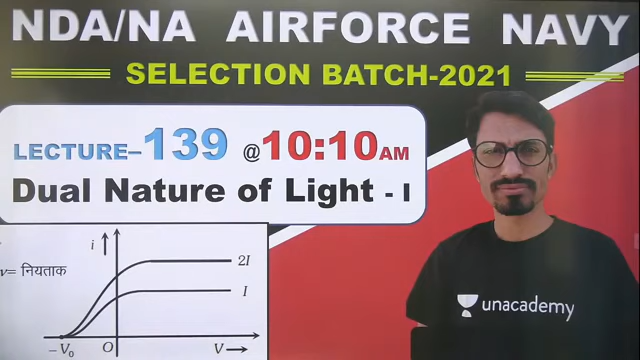 NDA/NA AIRFORCE NAVY
SELECTION BATCH-2021
LECTURE–139 @10:10AM
Dual Nature of Light - I
i
ν= नियताक
2I
I
–V₀ O V
unacademy